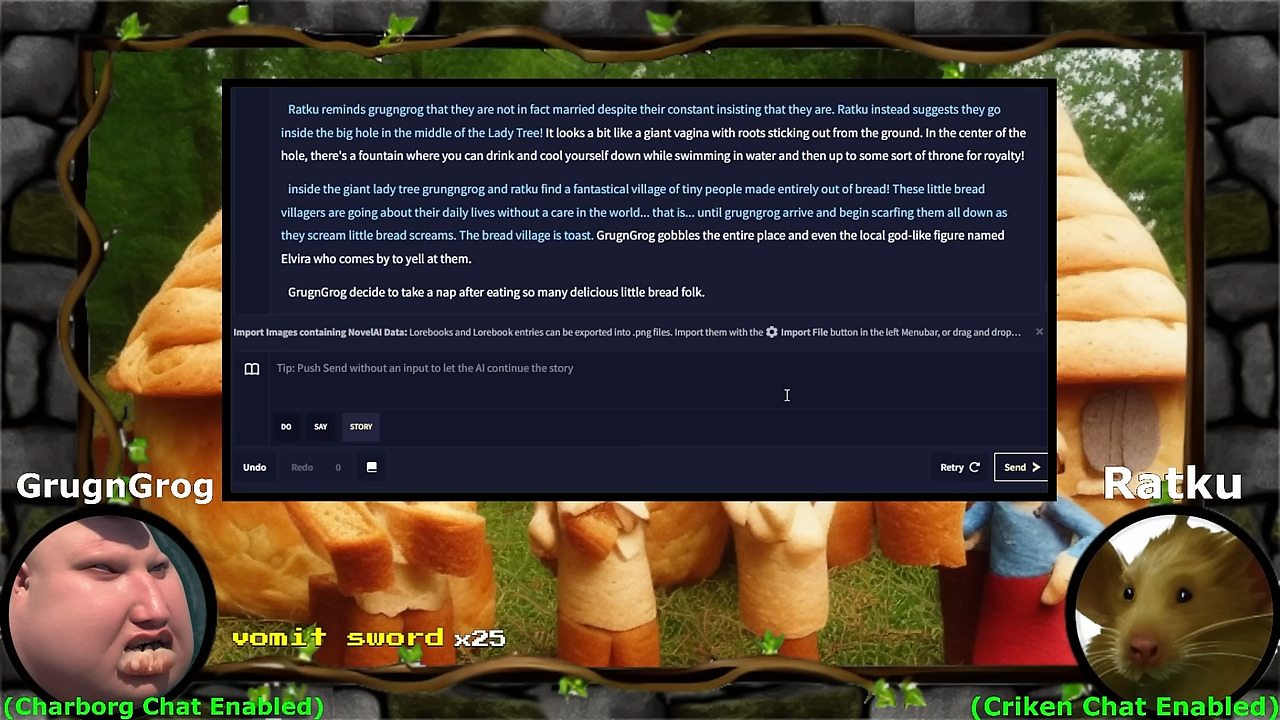 Ratku reminds grugngrog that they are not in fact married despite their constant insisting that they are. Ratku instead suggests they go
inside the big hole in the middle of the Lady Tree! It looks a bit like a giant vagina with roots sticking out from the ground. In the center of the
hole, there's a fountain where you can drink and cool yourself down while swimming in water and then up to some sort of throne for royalty!
inside the giant lady tree grungngrog and ratku find a fantastical village of tiny people made entirely out of bread! These little bread
villagers are going about their daily lives without a care in the world... that is... until grugngrog arrive and begin scarfing them all down as
they scream little bread screams. The bread village is toast. GrugnGrog gobbles the entire place and even the local god-like figure named
Elvira who comes by to yell at them.
GrugnGrog decide to take a nap after eating so many delicious little bread folk.
Import Images containing NovelAI Data: Lorebooks and Lorebook entries can be exported into .png files. Import them with the Import File button in the left Menubar, or drag and drop...
Tip: Push Send without an input to let the AI continue the story
DO SAY STORY
Undo Redo 0 Retry Send
GrugnGrog
Ratku
vomit sword x25
(Charborg Chat Enabled)
(Criken Chat Enabled)